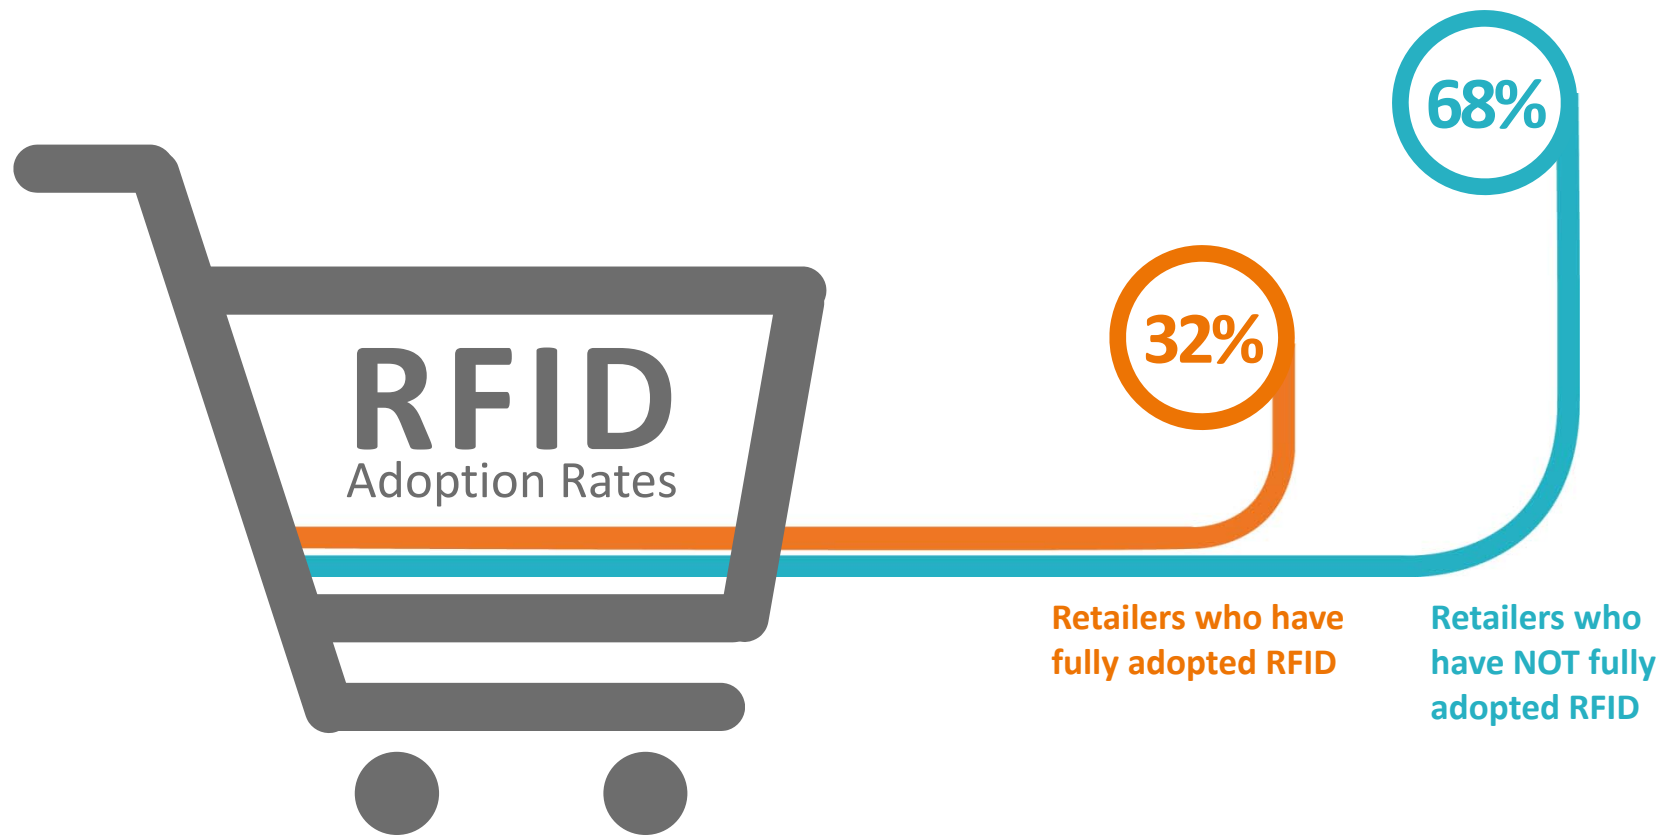 68%
32%
RFID
Adoption Rates
Retailers who have
fully adopted RFID
Retailers who
have NOT fully
adopted RFID